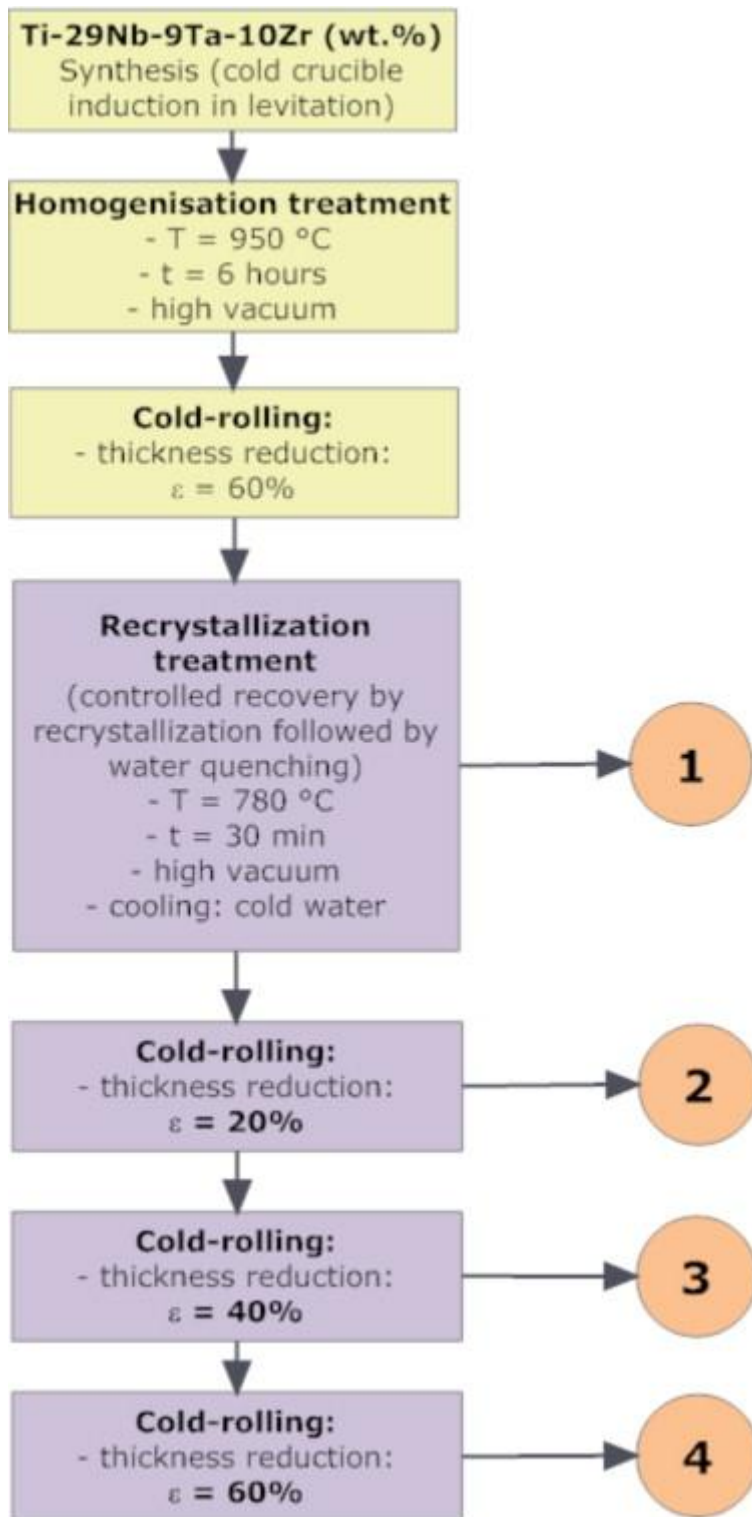 Ti-29Nb-9Ta-10Zr (wt.%)
Synthesis (cold crucible
induction in levitation)
Homogenisation treatment
- T = 950 °C
- t = 6 hours
- high vacuum
Cold-rolling:
- thickness reduction:
ε = 60%
Recrystallization
treatment
(controlled recovery by
recrystallization followed by
water quenching)
- T = 780 °C
- t = 30 min
- high vacuum
- cooling: cold water
1
Cold-rolling:
- thickness reduction:
ε = 20%
2
Cold-rolling:
- thickness reduction:
ε = 40%
3
Cold-rolling:
- thickness reduction:
ε = 60%
4